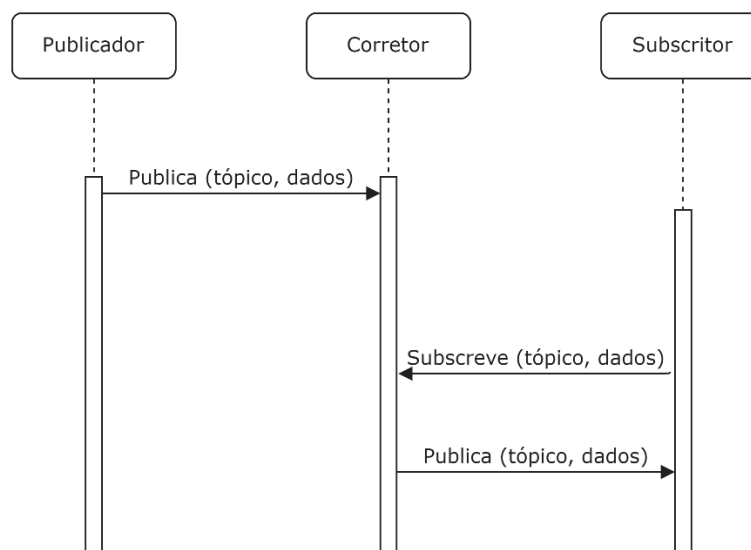 Publicador
Corretor
Subscritor
Publica (tópico, dados)
Subscreve (tópico, dados)
Publica (tópico, dados)